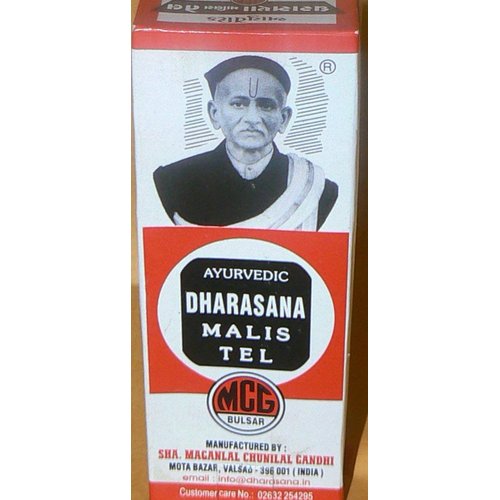 ®
AYURVEDIC
DHARASANA
MALIS
TEL
MCG
BULSAR
MANUFACTURED BY :
SHA. MAGANLAL CHUNILAL GANDHI
MOTA BAZAR, VALSAD - 396 001 ( INDIA )
email : info@dharasana.in
Customer care No.: 02632 254295